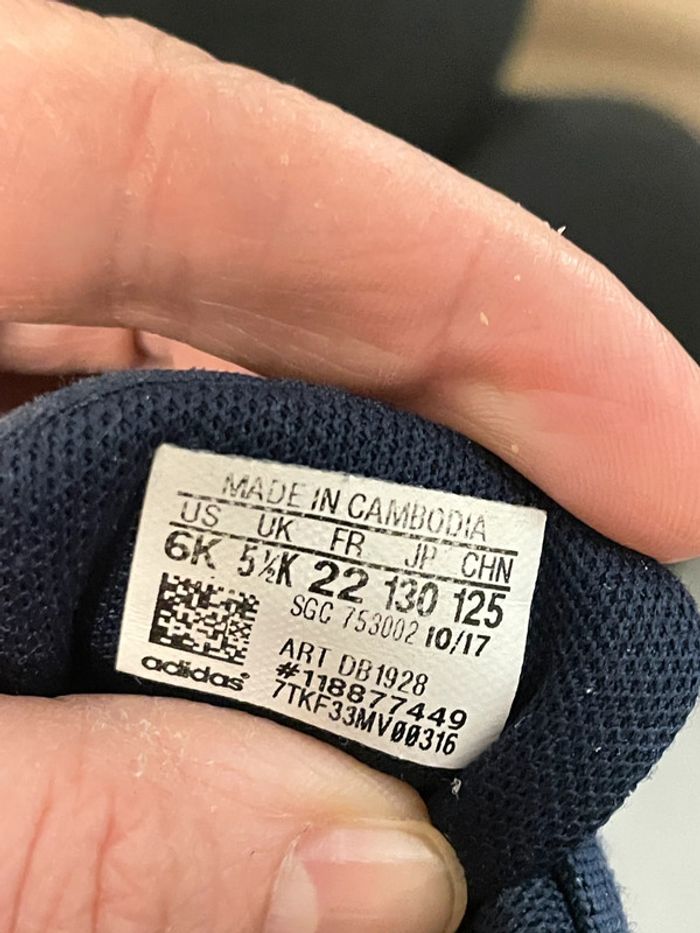 MADE IN CAMBODIA
US UK FR JP CHN
6K 5½K 22 130 125
SGC 753002 10/17
ART DB1928
#118877449
7TKF33MV00316
adidas